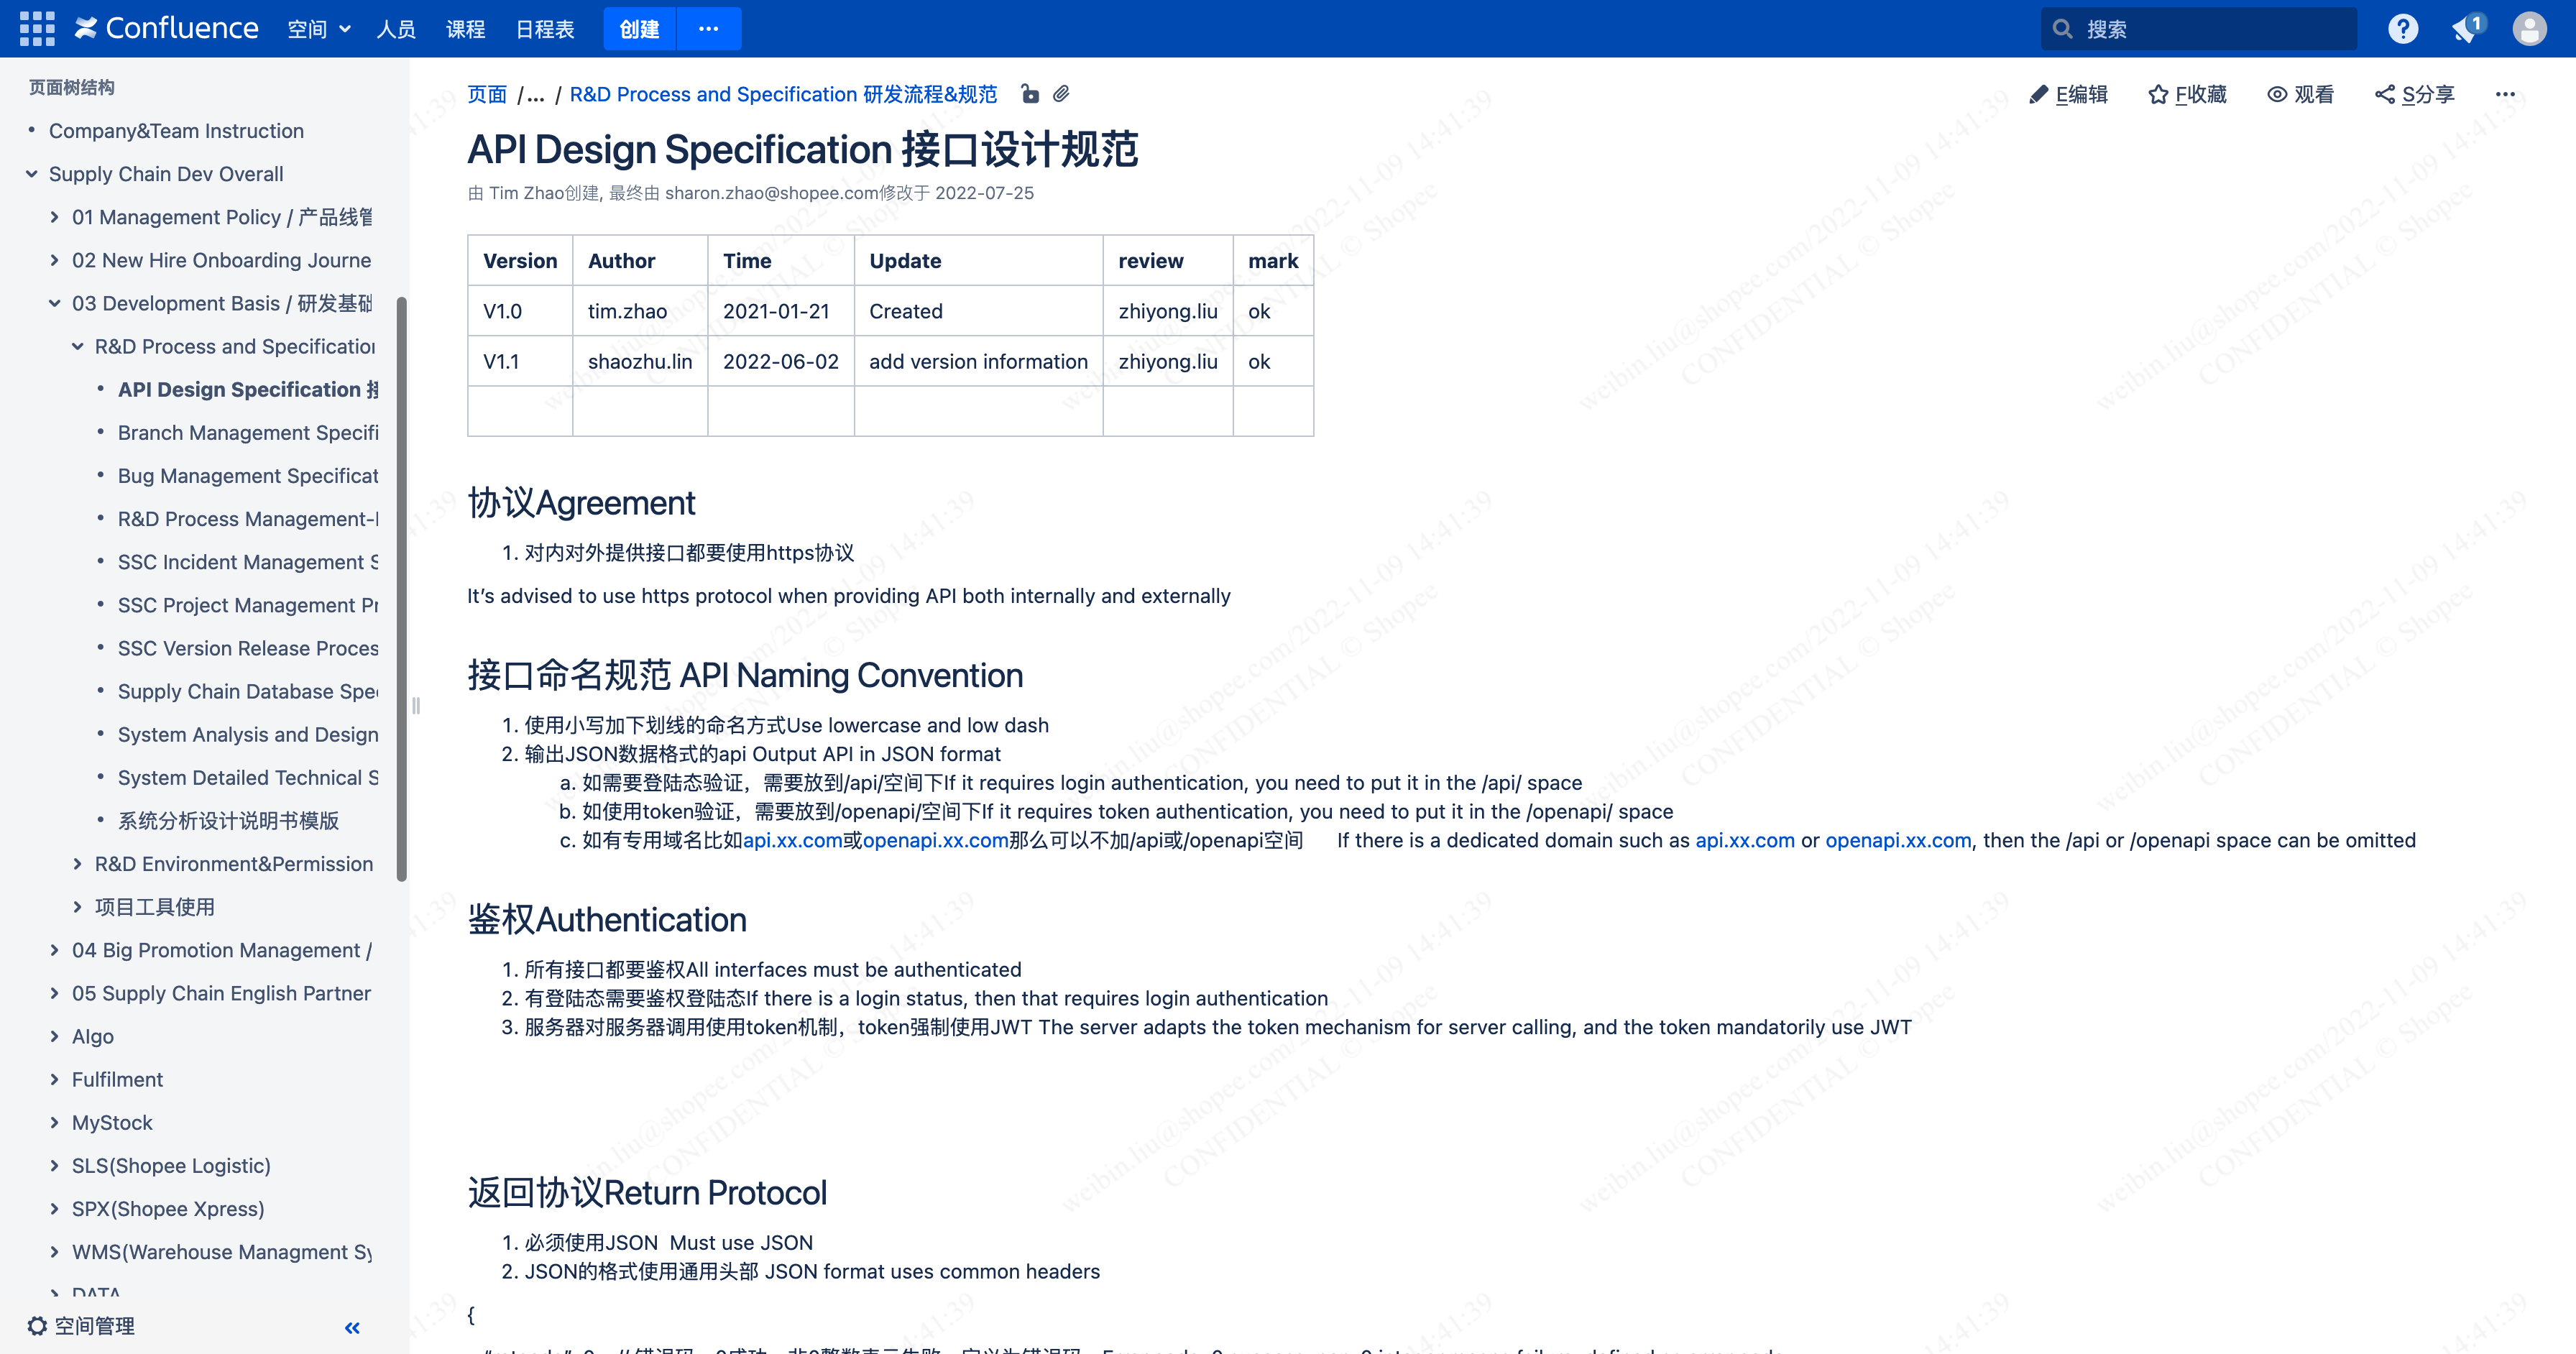 Confluence 空间 人员 课程 日程表 创建 ··· 搜索 1
页面树结构
Company&Team Instruction
Supply Chain Dev Overall
01 Management Policy / 产品线管
02 New Hire Onboarding Journe
03 Development Basis / 研发基础
R&D Process and Specification
API Design Specification 接
Branch Management Specifi
Bug Management Specificat
R&D Process Management-
SSC Incident Management S
SSC Project Management Pr
SSC Version Release Proces
Supply Chain Database Spe
System Analysis and Design
System Detailed Technical S
系统分析设计说明书模版
R&D Environment&Permission
项目工具使用
04 Big Promotion Management /
05 Supply Chain English Partner
Algo
Fulfilment
MyStock
SLS(Shopee Logistic)
SPX(Shopee Xpress)
WMS(Warehouse Managment Sy
DATA
空间管理
页面 /... / R&D Process and Specification 研发流程&规范
E编辑 F收藏 观看 S分享 ···
API Design Specification 接口设计规范
由 Tim Zhao创建, 最终由 sharon.zhao@shopee.com修改于 2022-07-25
Version Author Time Update review mark
V1.0 tim.zhao 2021-01-21 Created zhiyong.liu ok
V1.1 shaozhu.lin 2022-06-02 add version information zhiyong.liu ok
协议Agreement
1. 对内对外提供接口都要使用https协议
It’s advised to use https protocol when providing API both internally and externally
接口命名规范 API Naming Convention
1. 使用小写加下划线的命名方式Use lowercase and low dash
2. 输出JSON数据格式的api Output API in JSON format
a. 如需要登陆态验证，需要放到/api/空间下If it requires login authentication, you need to put it in the /api/ space
b. 如使用token验证，需要放到/openapi/空间下If it requires token authentication, you need to put it in the /openapi/ space
c. 如有专用域名比如api.xx.com或openapi.xx.com那么可以不加/api或/openapi空间 If there is a dedicated domain such as api.xx.com or openapi.xx.com, then the /api or /openapi space can be omitted
鉴权Authentication
1. 所有接口都要鉴权All interfaces must be authenticated
2. 有登陆态需要鉴权登陆态If there is a login status, then that requires login authentication
3. 服务器对服务器调用使用token机制，token强制使用JWT The server adapts the token mechanism for server calling, and the token mandatorily use JWT
返回协议Return Protocol
1. 必须使用JSON Must use JSON
2. JSON的格式使用通用头部 JSON format uses common headers
{
weibin.liu@shopee.com/2022-11-09 14:41:39
CONFIDENTIAL © Shopee